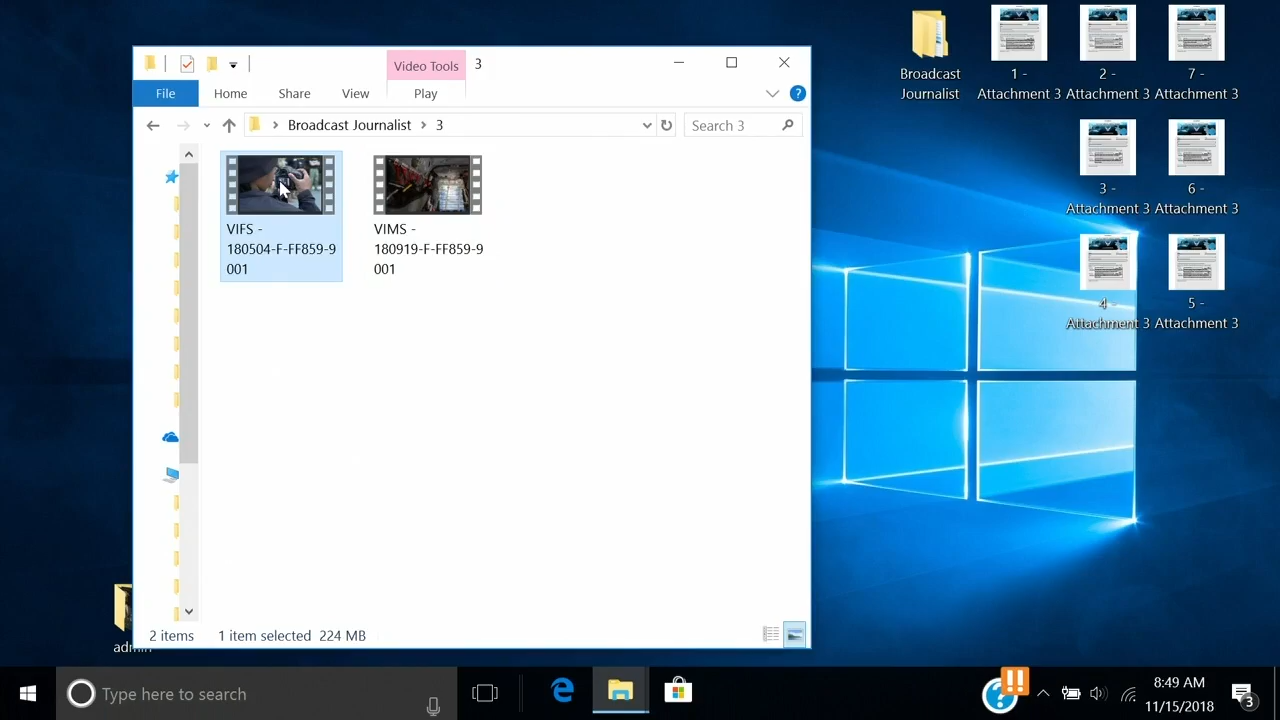 Video Tools
3
File
Home
Share
View
Play
Broadcast Journalist
3
Search 3
VIFS -
180504-F-FF859-9
001
VIMS -
180919-F-FF859-9
001
2 items
1 item selected
224 MB
Broadcast
Journalist
1 -
Attachment 3
2 -
Attachment 3
7 -
Attachment 3
3 -
Attachment 3
6 -
Attachment 3
4 -
Attachment 3
5 -
Attachment 3
admin
Type here to search
8:49 AM
11/15/2018
3